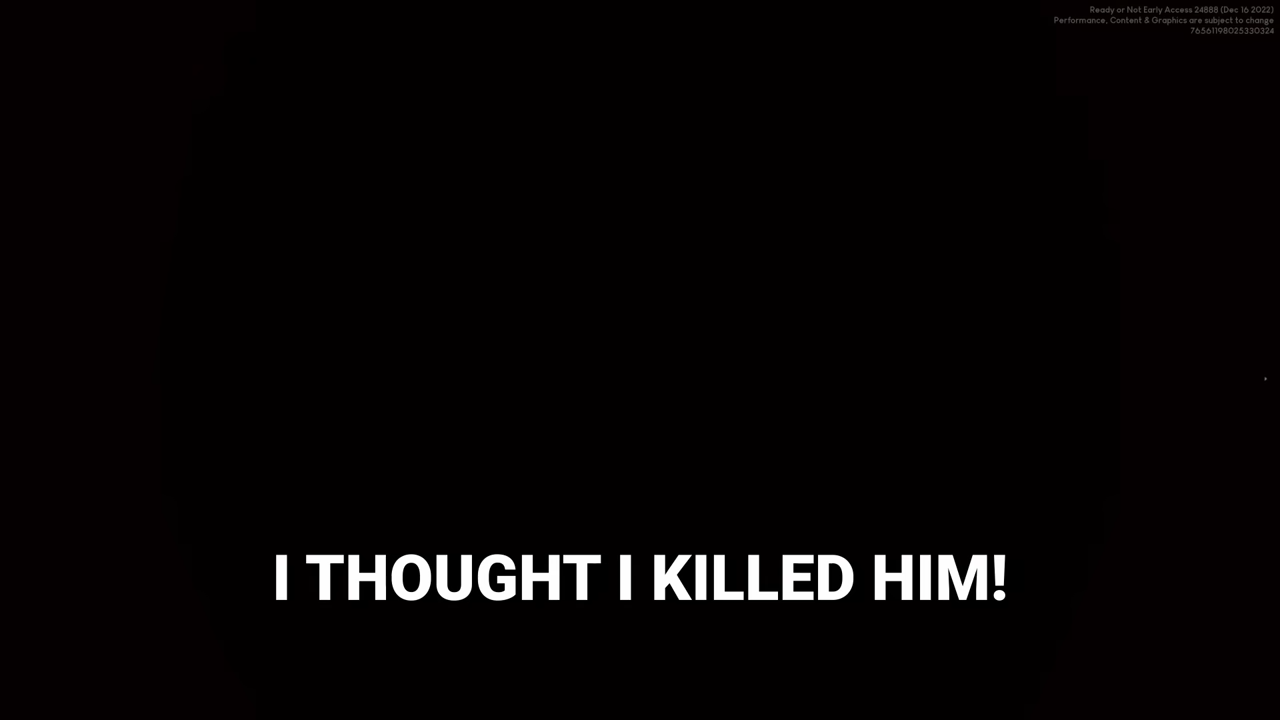 Ready or Not Early Access 24888 (Dec 16 2022)
Performance, Content & Graphics are subject to change
76561198025330324
I THOUGHT I KILLED HIM!